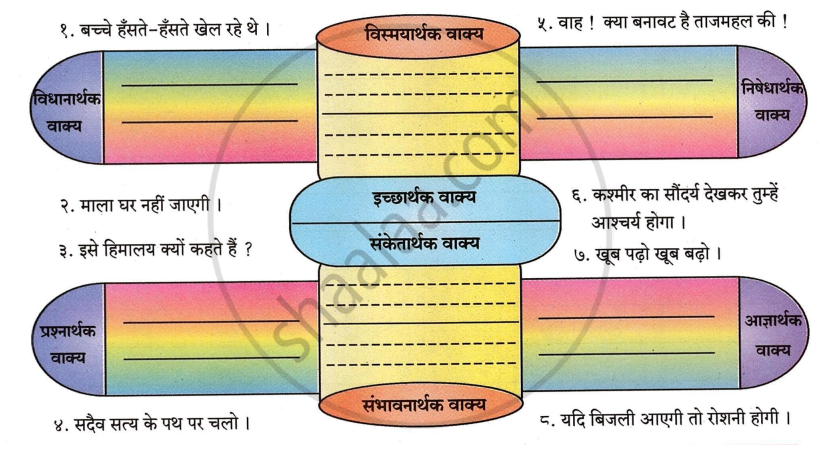 १. बच्चे हँसते-हँसते खेल रहे थे ।
विस्मयार्थक वाक्य
५. वाह ! क्या बनावट है ताजमहल की !
विधानार्थक
वाक्य
निषेधार्थक
वाक्य
२. माला घर नहीं जाएगी ।
३. इसे हिमालय क्यों कहते हैं ?
इच्छार्थक वाक्य
संकेतार्थक वाक्य
६. कश्मीर का सौंदर्य देखकर तुम्हें
आश्चर्य होगा ।
७. खूब पढ़ो खूब बढ़ो ।
प्रश्नार्थक
वाक्य
आज्ञार्थक
वाक्य
संभावनार्थक वाक्य
४. सदैव सत्य के पथ पर चलो ।
८. यदि बिजली आएगी तो रोशनी होगी ।
shaalaa.com